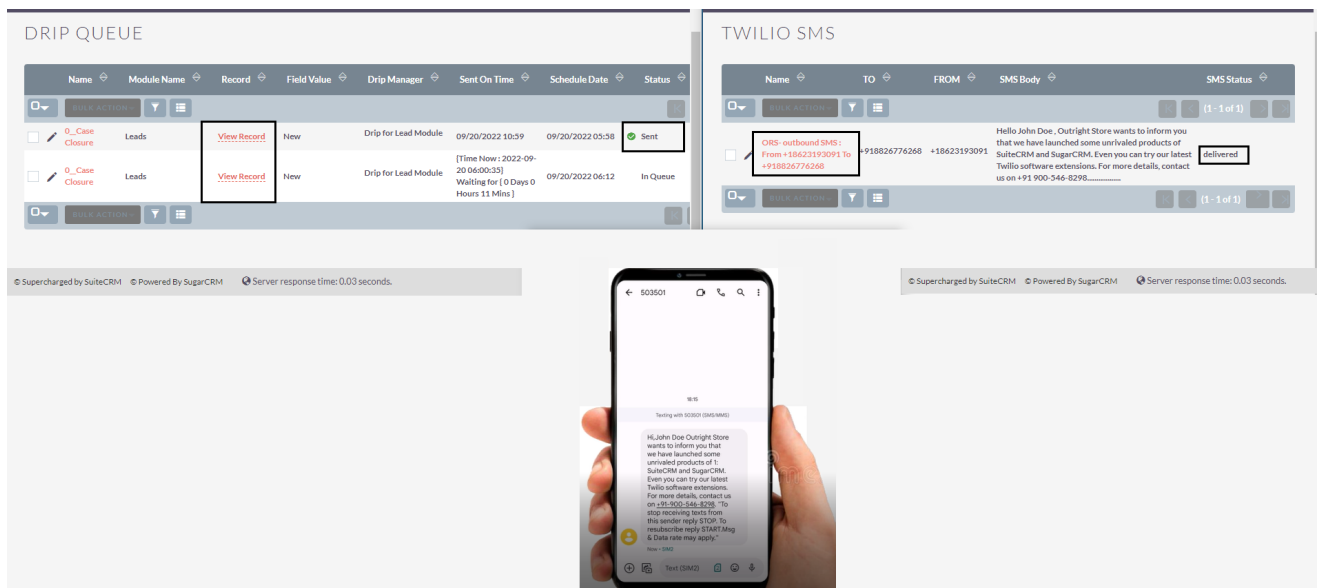 DRIP QUEUE
Name Module Name Record Field Value Drip Manager Sent On Time Schedule Date Status
BULK ACTION
0_Case Closure Leads View Record New Drip for Lead Module 09/20/2022 10:59 09/20/2022 05:58 Sent
0_Case Closure Leads View Record New Drip for Lead Module [Time Now : 2022-09-20 06:00:35] Waiting for [ 0 Days 0 Hours 11 Mins ] 09/20/2022 06:12 In Queue
BULK ACTION
TWILIO SMS
Name TO FROM SMS Body SMS Status
BULK ACTION (1 - 1 of 1)
ORS- outbound SMS : From +18623193091 To +918826776268 +918826776268 +18623193091 Hello John Doe , Outright Store wants to inform you that we have launched some unrivaled products of SuiteCRM and SugarCRM. Even you can try our latest Twilio software extensions. For more details, contact us on +91 900-546-8298................ delivered
BULK ACTION (1 - 1 of 1)
© Supercharged by SuiteCRM © Powered By SugarCRM Server response time: 0.03 seconds.
© Supercharged by SuiteCRM © Powered By SugarCRM Server response time: 0.03 seconds.
503501
18:15
Texting with 503501 (SMS/MMS)
Hi,John Doe Outright Store
wants to inform you that
we have launched some
unrivaled products of 1:
SuiteCRM and SugarCRM.
Even you can try our latest
Twilio software extensions.
For more details, contact us
on +91-900-546-8298. "To
stop receiving texts from
this sender reply STOP. To
resubscribe reply START.Msg
& Data rate may apply."
Now • SIM2
Text (SIM2)